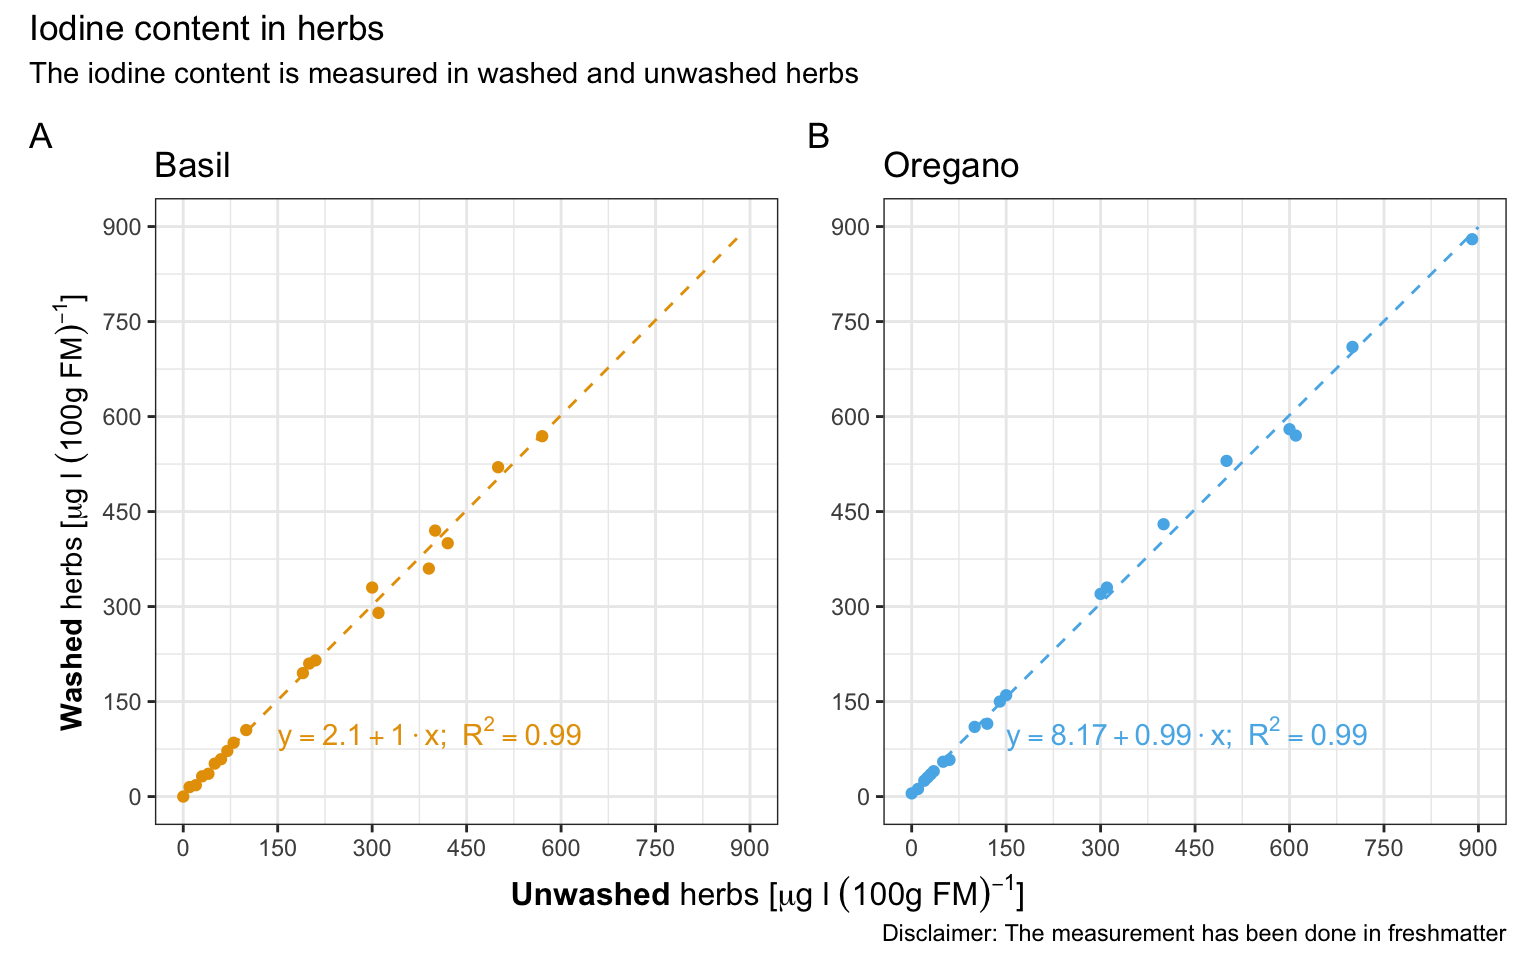 Iodine content in herbs
The iodine content is measured in washed and unwashed herbs
A
Basil
Washed herbs [µg I (100g FM)⁻¹]
900
750
600
450
300
150
0
y = 2.1 + 1 · x; R² = 0.99
0 150 300 450 600 750 900
B
Oregano
900
750
600
450
300
150
0
y = 8.17 + 0.99 · x; R² = 0.99
0 150 300 450 600 750 900
Unwashed herbs [µg I (100g FM)⁻¹]
Disclaimer: The measurement has been done in freshmatter